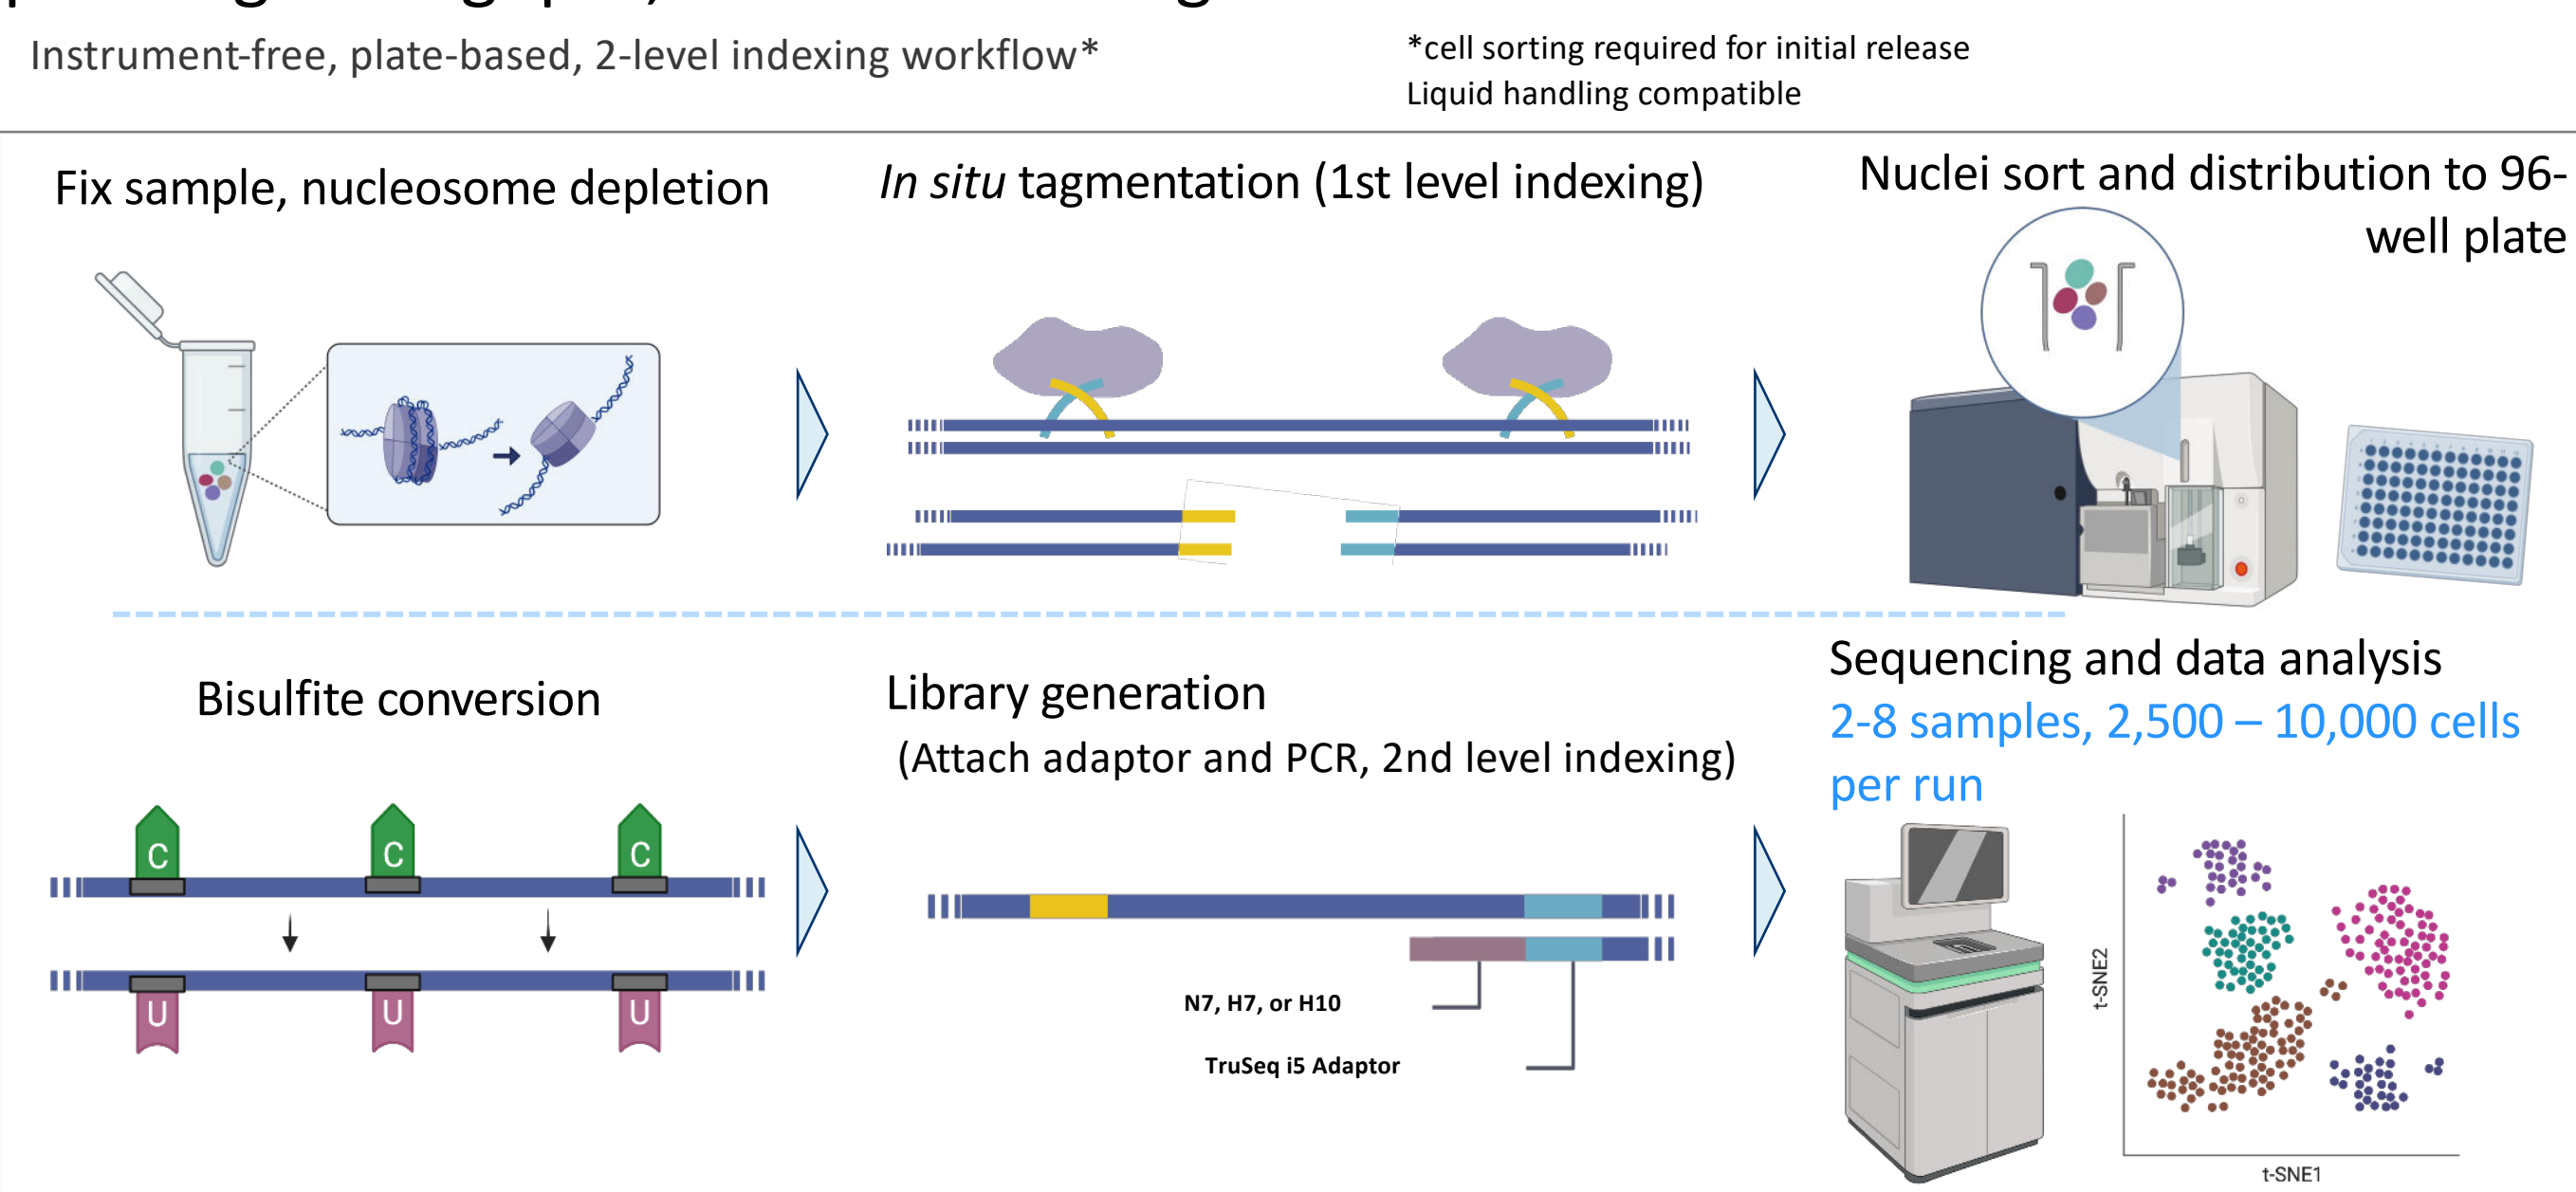 Instrument-free, plate-based, 2-level indexing workflow*
*cell sorting required for initial release
Liquid handling compatible
Fix sample, nucleosome depletion
In situ tagmentation (1st level indexing)
Nuclei sort and distribution to 96-
well plate
Bisulfite conversion
C
C
C
U
U
U
Library generation
(Attach adaptor and PCR, 2nd level indexing)
N7, H7, or H10
TruSeq i5 Adaptor
Sequencing and data analysis
2-8 samples, 2,500 – 10,000 cells
per run
t-SNE2
t-SNE1